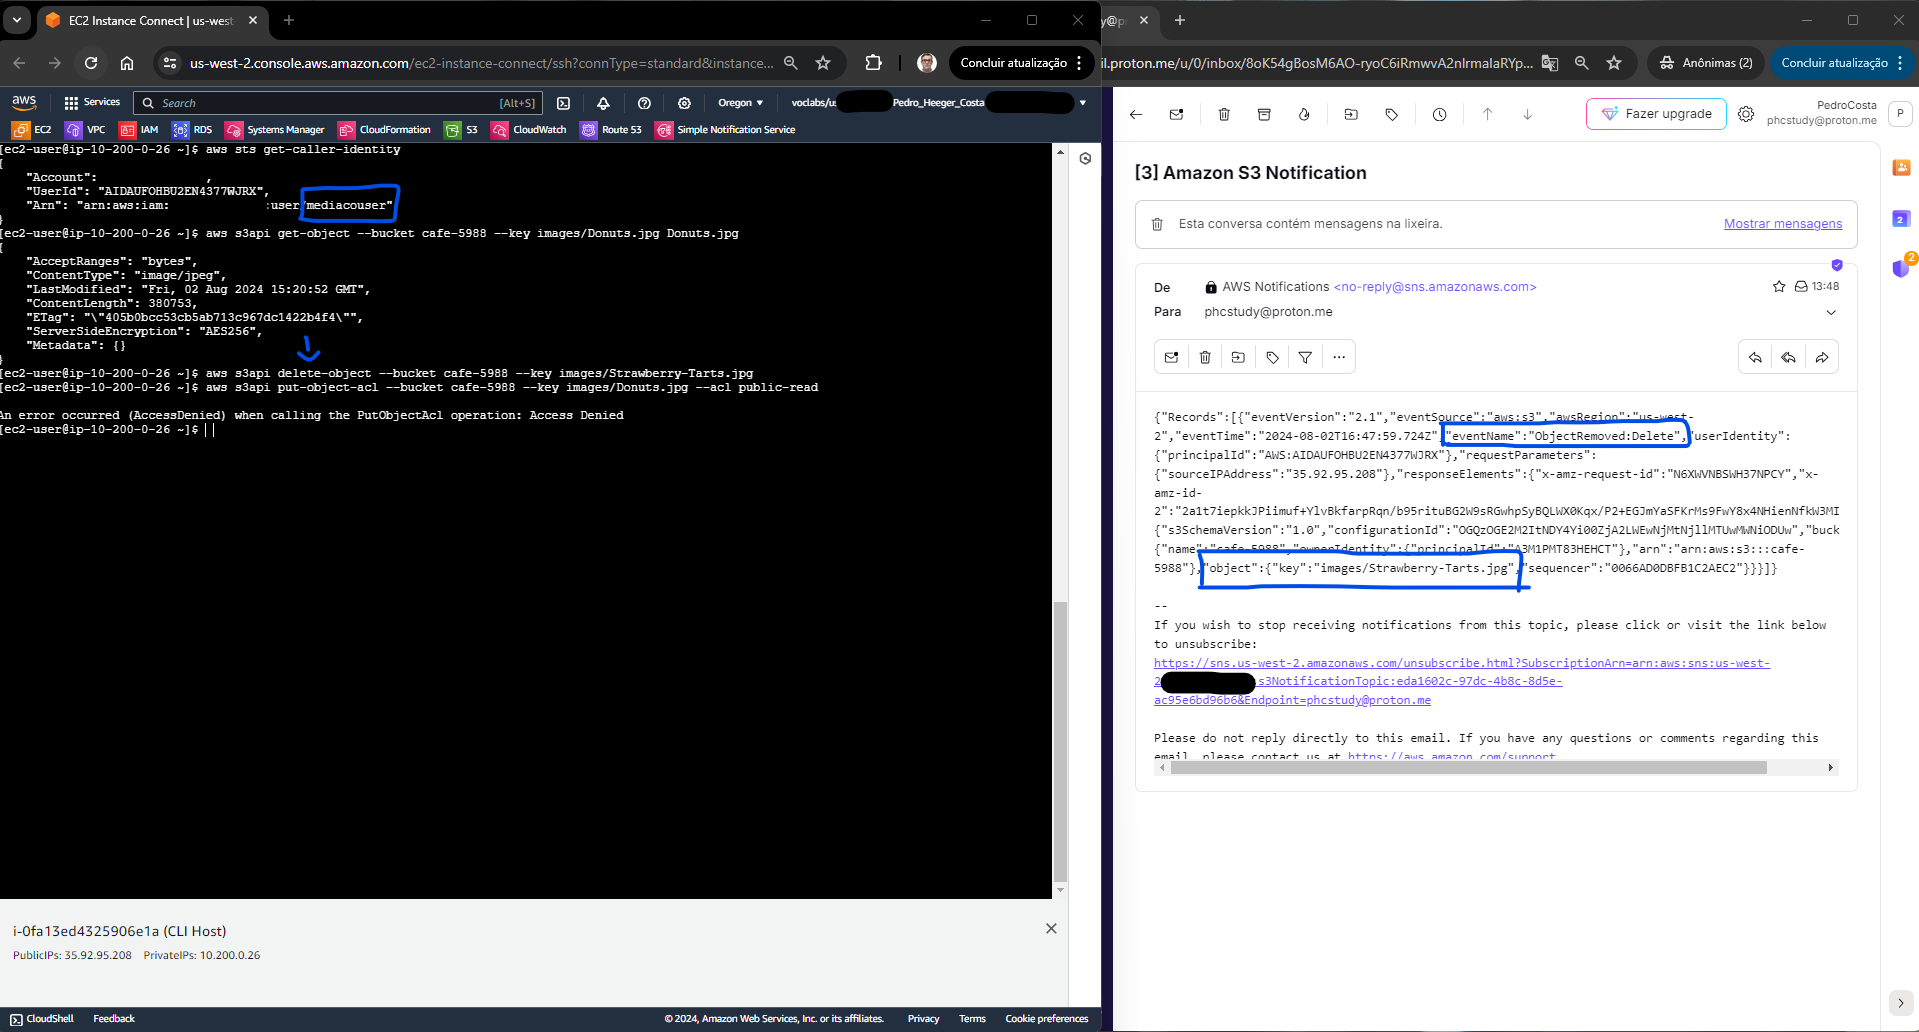 EC2 Instance Connect | us-west-
us-west-2.console.aws.amazon.com/ec2-instance-connect/ssh?connType=standard&instance...
Concluir atualização
aws
Services
Search
[Alt+S]
Oregon
voclabs/us
Pedro_Heeger_Costa
EC2
VPC
IAM
RDS
Systems Manager
CloudFormation
S3
CloudWatch
Route 53
Simple Notification Service
[ec2-user@ip-10-200-0-26 ~]$ aws sts get-caller-identity
{
"Account": ,
"UserId": "AIDAUFOHBU2EN4377WJRX",
"Arn": "arn:aws:iam: :user/mediacouser"
}
[ec2-user@ip-10-200-0-26 ~]$ aws s3api get-object --bucket cafe-5988 --key images/Donuts.jpg Donuts.jpg
{
"AcceptRanges": "bytes",
"ContentType": "image/jpeg",
"LastModified": "Fri, 02 Aug 2024 15:20:52 GMT",
"ContentLength": 380753,
"ETag": "\"405b0bcc53cb5ab713c967dc1422b4f4\"",
"ServerSideEncryption": "AES256",
"Metadata": {}
}
[ec2-user@ip-10-200-0-26 ~]$ aws s3api delete-object --bucket cafe-5988 --key images/Strawberry-Tarts.jpg
[ec2-user@ip-10-200-0-26 ~]$ aws s3api put-object-acl --bucket cafe-5988 --key images/Donuts.jpg --acl public-read
An error occurred (AccessDenied) when calling the PutObjectAcl operation: Access Denied
[ec2-user@ip-10-200-0-26 ~]$
i-0fa13ed4325906e1a (CLI Host)
PublicIPs: 35.92.95.208 PrivateIPs: 10.200.0.26
CloudShell
Feedback
© 2024, Amazon Web Services, Inc. or its affiliates.
Privacy
Terms
Cookie preferences
y@pr
il.proton.me/u/0/inbox/8oK54gBosM6AO-ryoC6iRmwvA2nlrmalaRYp...
Anônimas (2)
Concluir atualização
Fazer upgrade
PedroCosta
phcstudy@proton.me
P
[3] Amazon S3 Notification
Esta conversa contém mensagens na lixeira.
Mostrar mensagens
De
AWS Notifications <no-reply@sns.amazonaws.com>
13:48
Para
phcstudy@proton.me
2
2
{"Records":[{"eventVersion":"2.1","eventSource":"aws:s3","awsRegion":"us-west-
2","eventTime":"2024-08-02T16:47:59.724Z","eventName":"ObjectRemoved:Delete","userIdentity":
{"principalId":"AWS:AIDAUFOHBU2EN4377WJRX"},"requestParameters":
{"sourceIPAddress":"35.92.95.208"},"responseElements":{"x-amz-request-id":"N6XWVNBSWH37NPCY","x-
amz-id-
2":"2a1t7iepkkJPiimuf+YlvBkfarpRqn/b95rituBG2W9sRGwhpSyBQLWX0Kqx/P2+EGJmYaSFKrMs9FwY8x4NHienNfkW3MI
{"s3SchemaVersion":"1.0","configurationId":"OGQzOGE2M2ItNDY4Yi00ZjA2LWEwNjMtNjllMTUwMWNiODUw","buck
{"name":"cafe-5988","ownerIdentity":{"principalId":"A3M1PMT83HEHCT"},"arn":"arn:aws:s3:::cafe-
5988"},"object":{"key":"images/Strawberry-Tarts.jpg","sequencer":"0066AD0DBFB1C2AEC2"}}}]}
--
If you wish to stop receiving notifications from this topic, please click or visit the link below
to unsubscribe:
https://sns.us-west-2.amazonaws.com/unsubscribe.html?SubscriptionArn=arn:aws:sns:us-west-
2 s3NotificationTopic:eda1602c-97dc-4b8c-8d5e-
ac95e6bd96b6&Endpoint=phcstudy@proton.me
Please do not reply directly to this email. If you have any questions or comments regarding this
email, please contact us at https://aws.amazon.com/support